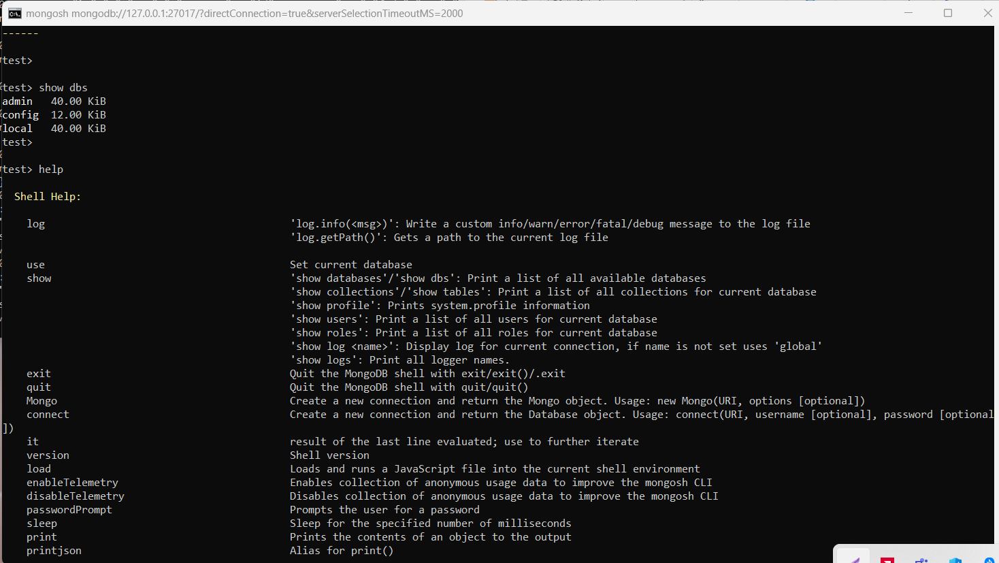 mongosh mongodb://127.0.0.1:27017/?directConnection=true&serverSelectionTimeoutMS=2000
------
test>
test> show dbs
admin   40.00 KiB
config  12.00 KiB
local   40.00 KiB
test>
test> help
Shell Help:
log 'log.info(<msg>)': Write a custom info/warn/error/fatal/debug message to the log file
'log.getPath()': Gets a path to the current log file
use Set current database
show 'show databases'/'show dbs': Print a list of all available databases
'show collections'/'show tables': Print a list of all collections for current database
'show profile': Prints system.profile information
'show users': Print a list of all users for current database
'show roles': Print a list of all roles for current database
'show log <name>': Display log for current connection, if name is not set uses 'global'
'show logs': Print all logger names.
exit Quit the MongoDB shell with exit/exit()/.exit
quit Quit the MongoDB shell with quit/quit()
Mongo Create a new connection and return the Mongo object. Usage: new Mongo(URI, options [optional])
connect Create a new connection and return the Database object. Usage: connect(URI, username [optional], password [optional
])
it result of the last line evaluated; use to further iterate
version Shell version
load Loads and runs a JavaScript file into the current shell environment
enableTelemetry Enables collection of anonymous usage data to improve the mongosh CLI
disableTelemetry Disables collection of anonymous usage data to improve the mongosh CLI
passwordPrompt Prompts the user for a password
sleep Sleep for the specified number of milliseconds
print Prints the contents of an object to the output
printjson Alias for print()